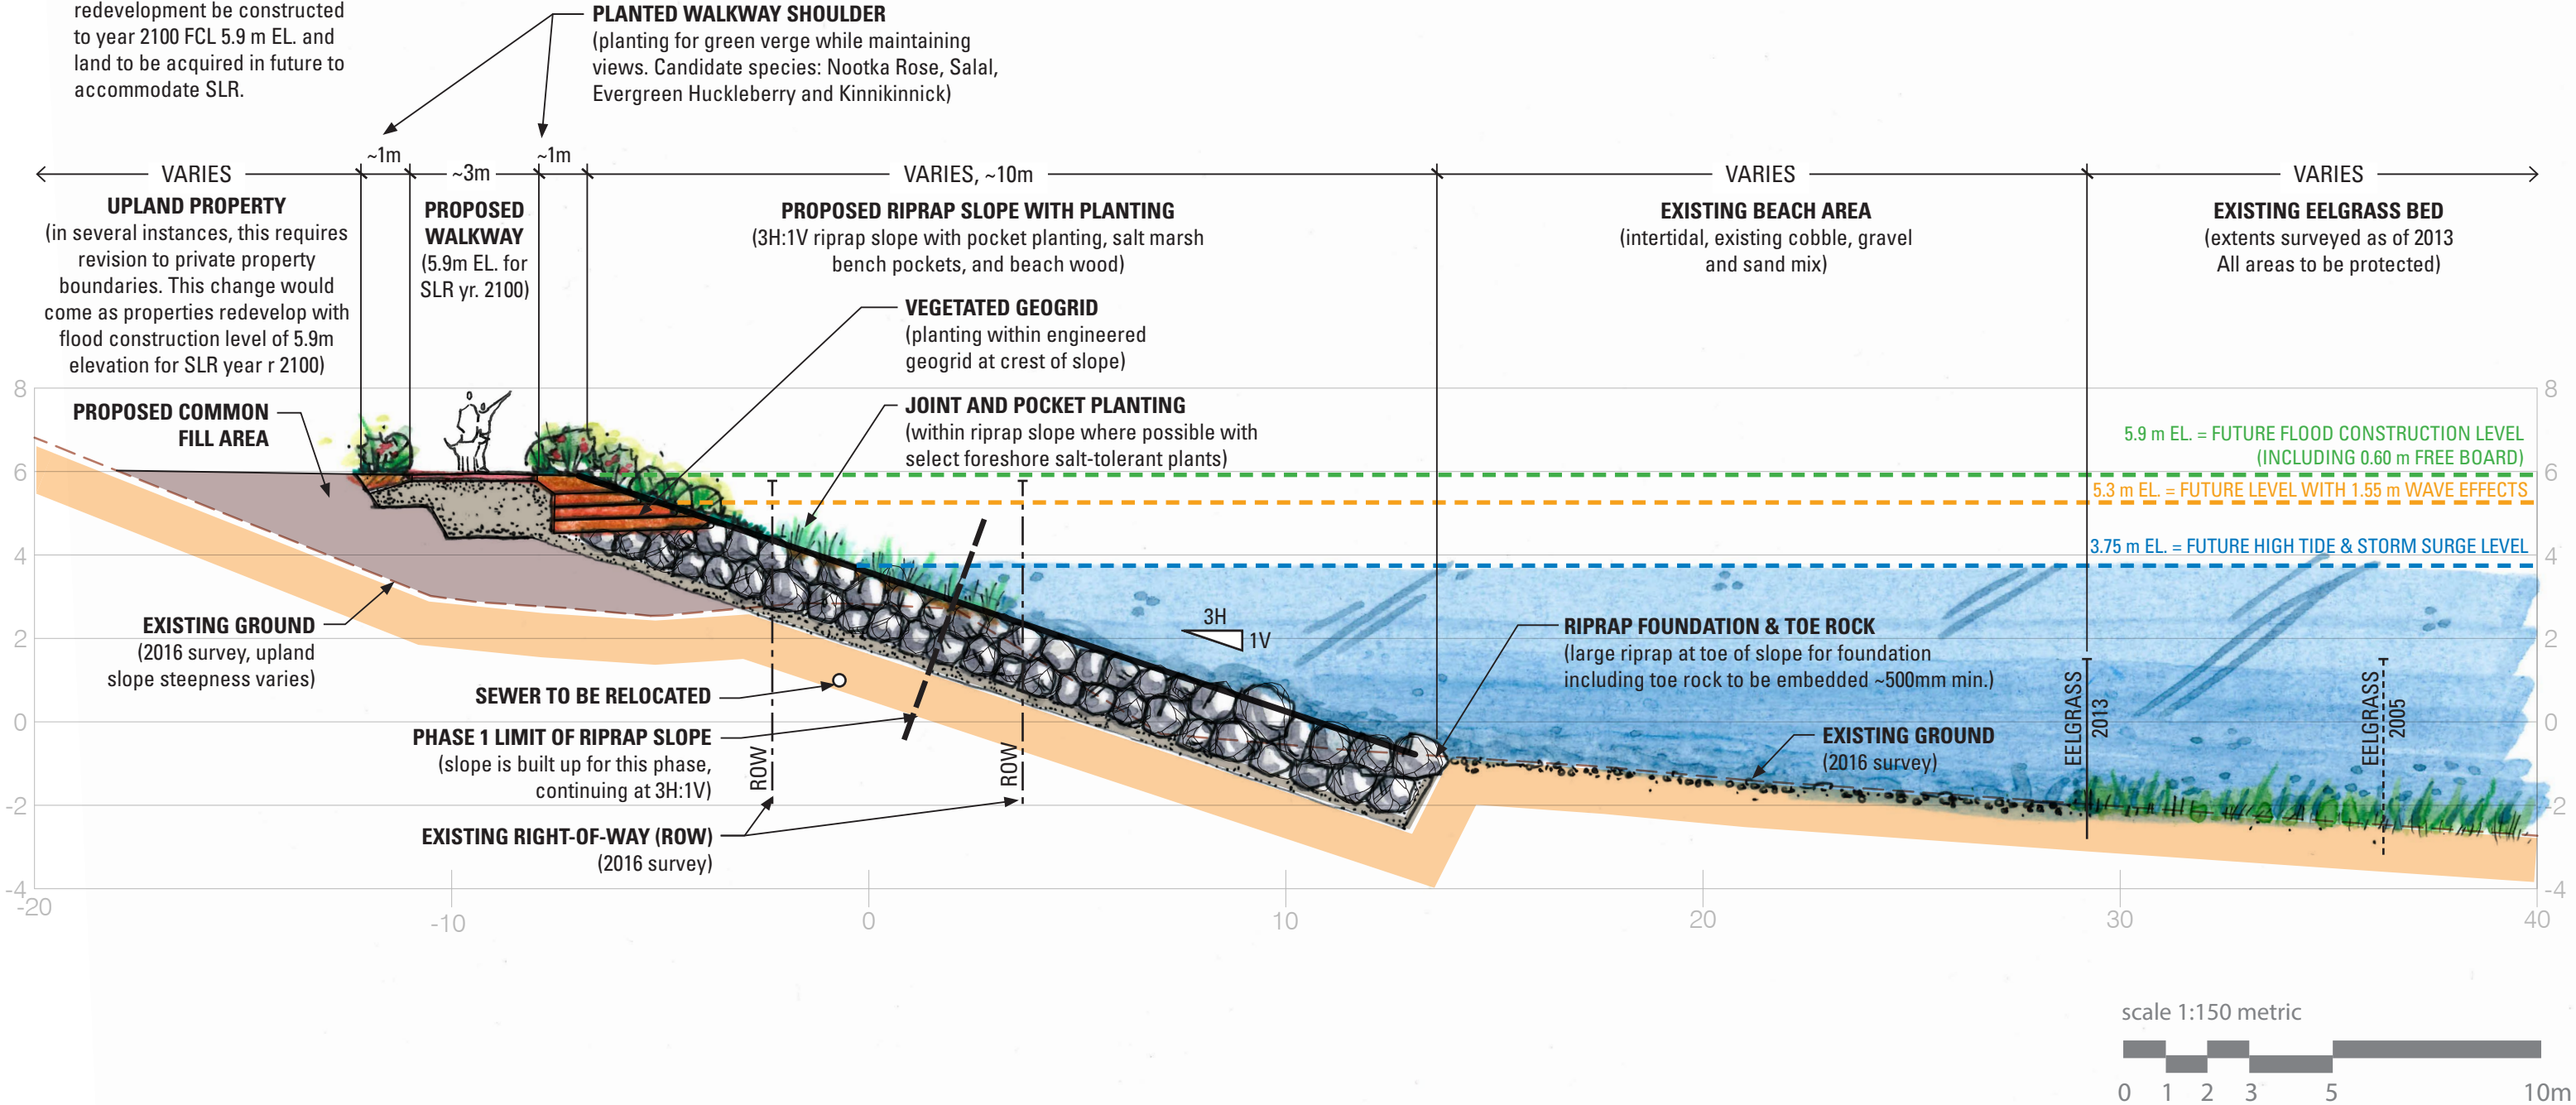 redevelopment be constructed
to year 2100 FCL 5.9 m EL. and
land to be acquired in future to
accommodate SLR.
PLANTED WALKWAY SHOULDER
(planting for green verge while maintaining
views. Candidate species: Nootka Rose, Salal,
Evergreen Huckleberry and Kinnikinnick)
~1m
~1m
VARIES
~3m
VARIES, ~10m
VARIES
VARIES
UPLAND PROPERTY
(in several instances, this requires
revision to private property
boundaries. This change would
come as properties redevelop with
flood construction level of 5.9m
elevation for SLR year r 2100)
PROPOSED
WALKWAY
(5.9m EL. for
SLR yr. 2100)
PROPOSED RIPRAP SLOPE WITH PLANTING
(3H:1V riprap slope with pocket planting, salt marsh
bench pockets, and beach wood)
EXISTING BEACH AREA
(intertidal, existing cobble, gravel
and sand mix)
EXISTING EELGRASS BED
(extents surveyed as of 2013
All areas to be protected)
VEGETATED GEOGRID
(planting within engineered
geogrid at crest of slope)
JOINT AND POCKET PLANTING
(within riprap slope where possible with
select foreshore salt-tolerant plants)
PROPOSED COMMON
FILL AREA
5.9 m EL. = FUTURE FLOOD CONSTRUCTION LEVEL
(INCLUDING 0.60 m FREE BOARD)
5.3 m EL. = FUTURE LEVEL WITH 1.55 m WAVE EFFECTS
3.75 m EL. = FUTURE HIGH TIDE & STORM SURGE LEVEL
3H
1V
EXISTING GROUND
(2016 survey, upland
slope steepness varies)
RIPRAP FOUNDATION & TOE ROCK
(large riprap at toe of slope for foundation
including toe rock to be embedded ~500mm min.)
SEWER TO BE RELOCATED
PHASE 1 LIMIT OF RIPRAP SLOPE
(slope is built up for this phase,
continuing at 3H:1V)
ROW
ROW
EXISTING GROUND
(2016 survey)
EELGRASS
2013
EELGRASS
2005
EXISTING RIGHT-OF-WAY (ROW)
(2016 survey)
8
6
4
2
0
-2
-4
8
6
4
2
0
-2
-4
-20
-10
0
10
20
30
40
scale 1:150 metric
0 1 2 3 5 10m